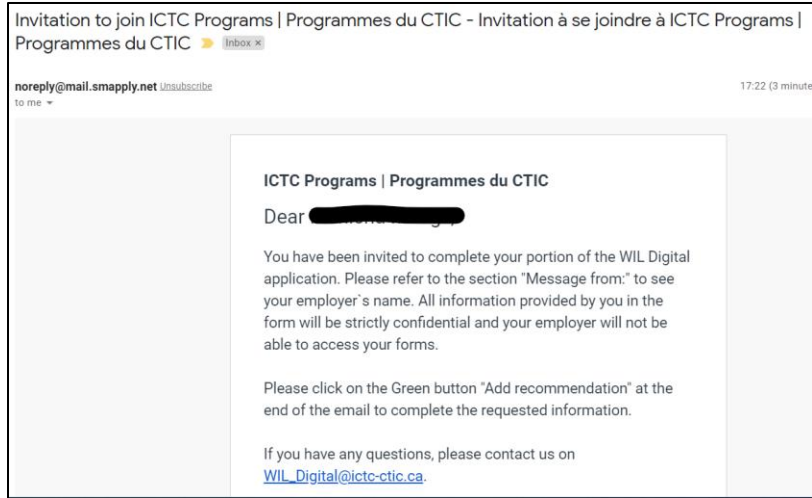 Invitation to join ICTC Programs | Programmes du CTIC - Invitation à se joindre à ICTC Programs |
Programmes du CTIC Inbox x
noreply@mail.smapply.net Unsubscribe 17:22 (3 minute
to me
ICTC Programs | Programmes du CTIC
Dear
You have been invited to complete your portion of the WIL Digital
application. Please refer to the section "Message from:" to see
your employer`s name. All information provided by you in the
form will be strictly confidential and your employer will not be
able to access your forms.
Please click on the Green button "Add recommendation" at the
end of the email to complete the requested information.
If you have any questions, please contact us on
WIL_Digital@ictc-ctic.ca.